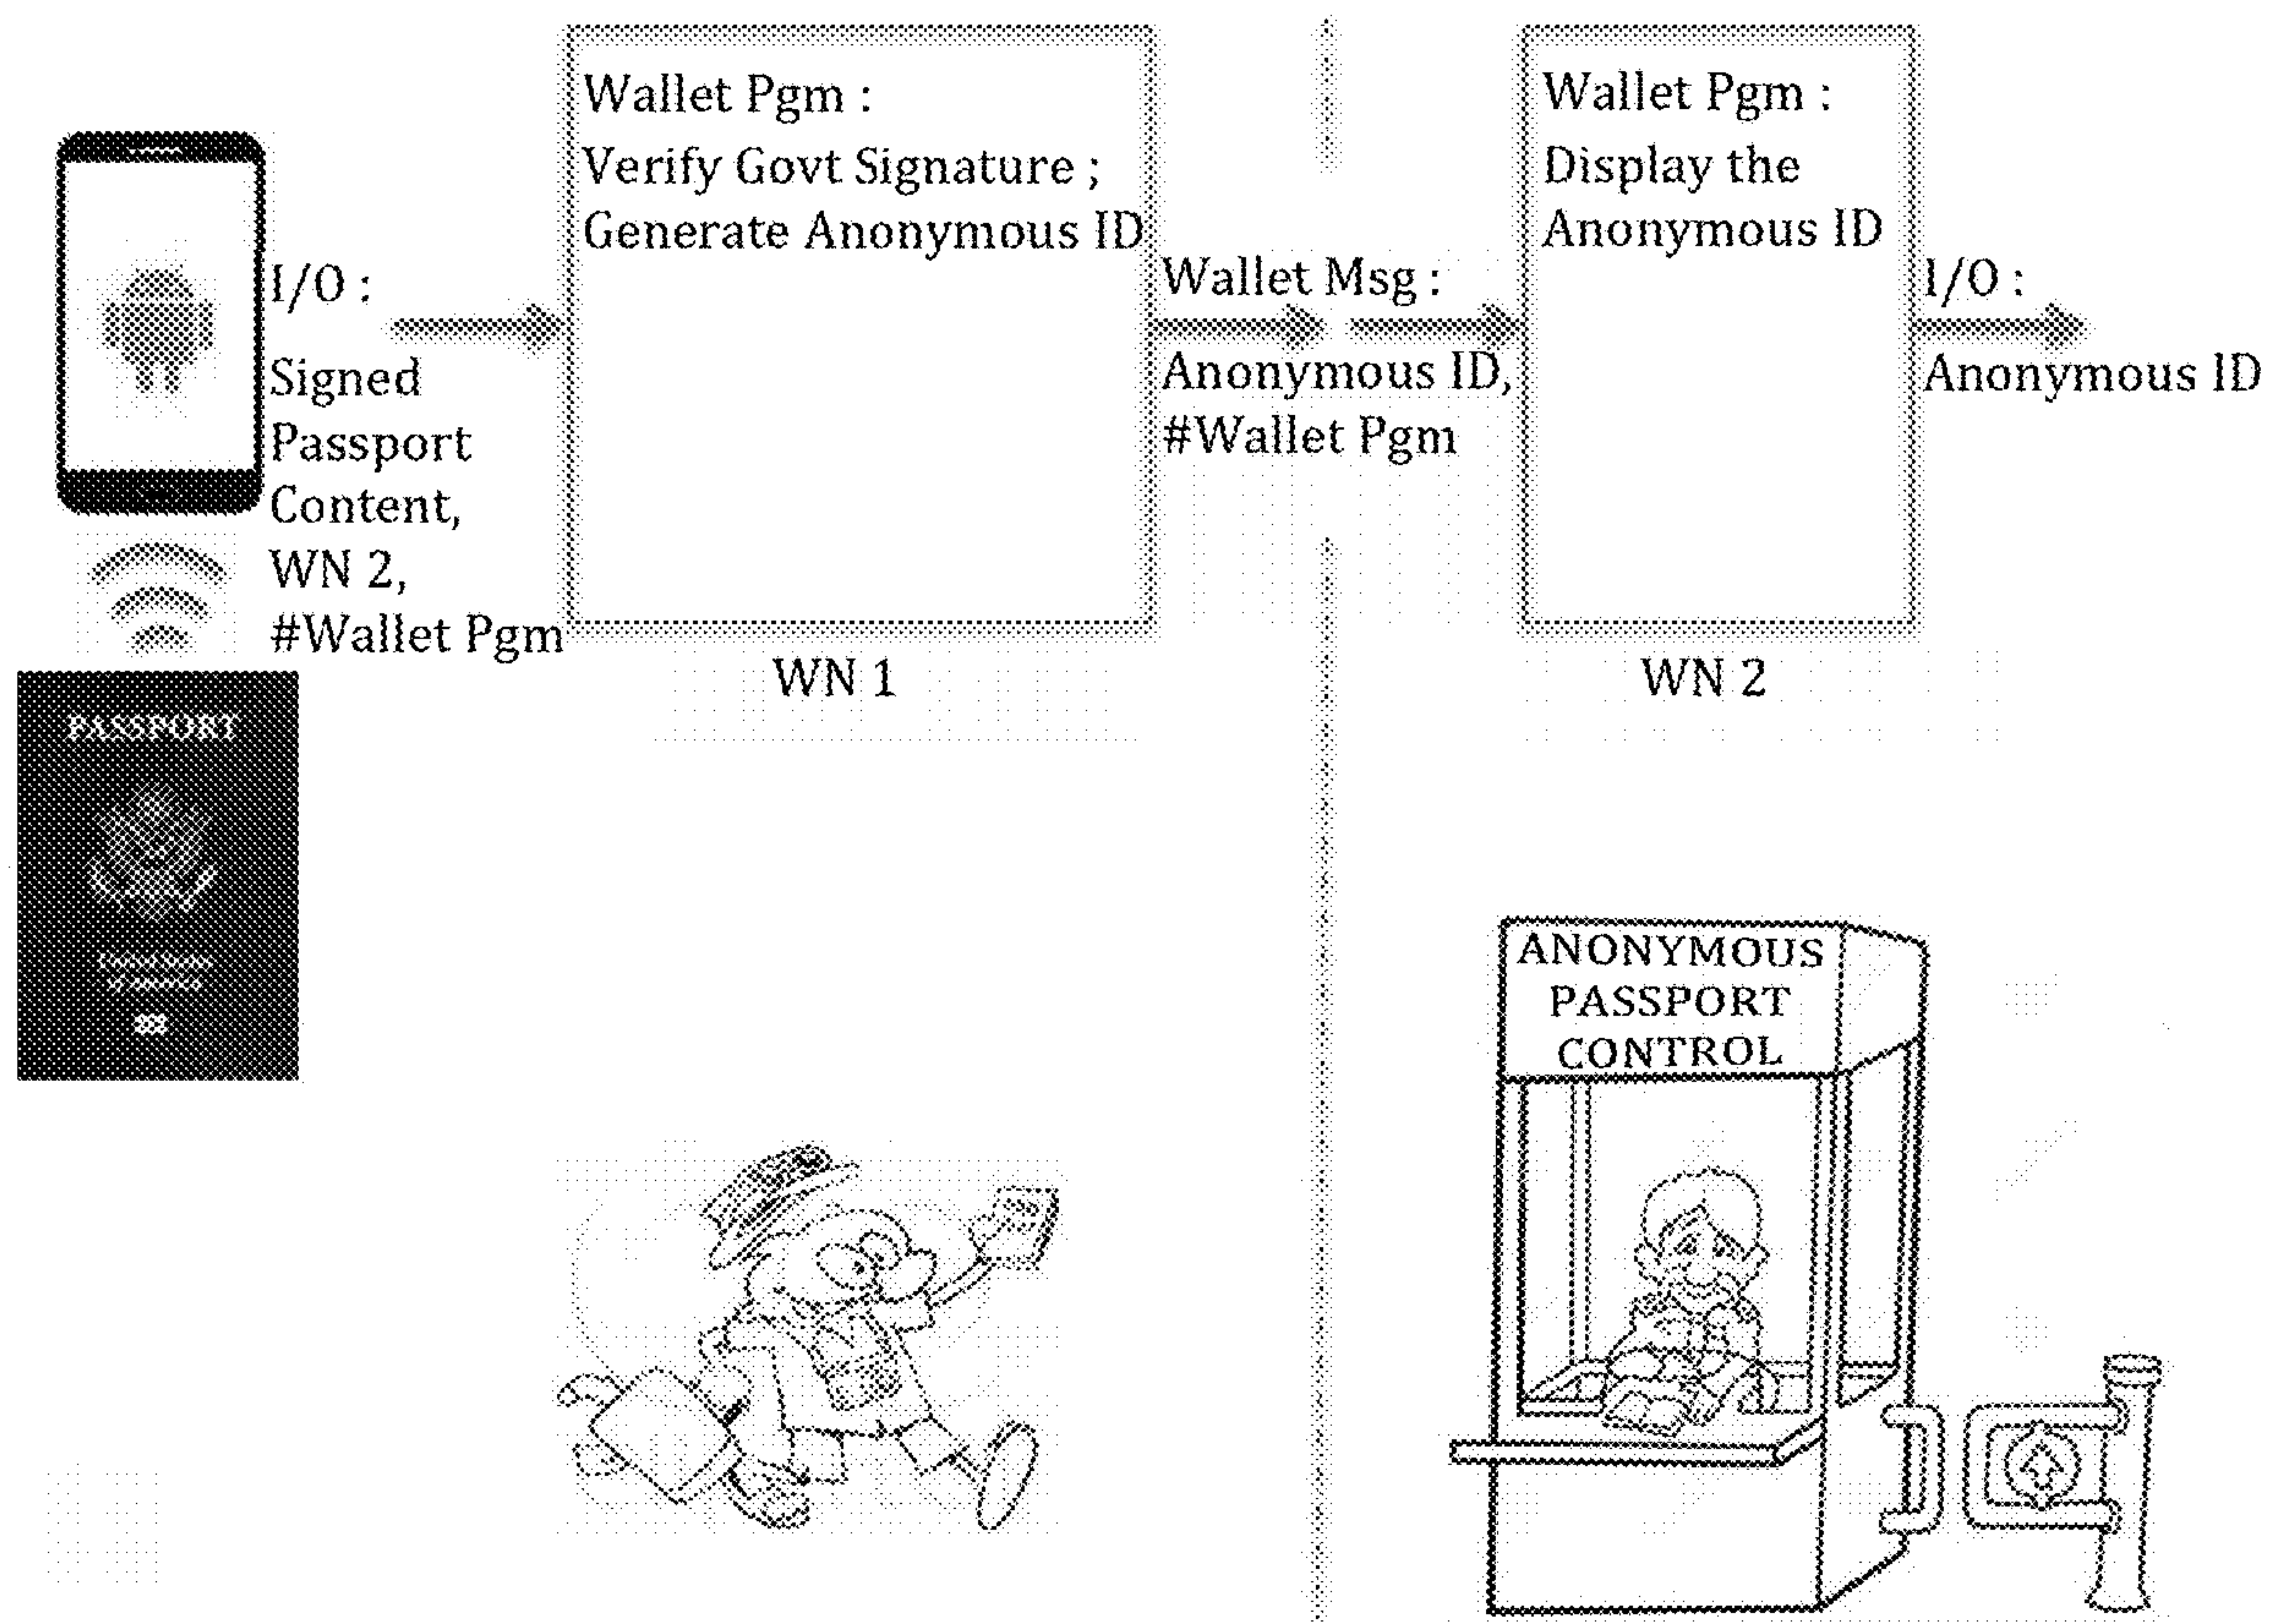 Wallet Pgm :
Verify Govt Signature ;
Generate Anonymous ID
Wallet Pgm :
Display the
Anonymous ID
I/O :
Signed
Passport
Content,
WN 2,
#Wallet Pgm
Wallet Msg :
Anonymous ID,
#Wallet Pgm
I/O :
Anonymous ID
WN 1
WN 2
PASSPORT
ANONYMOUS
PASSPORT
CONTROL